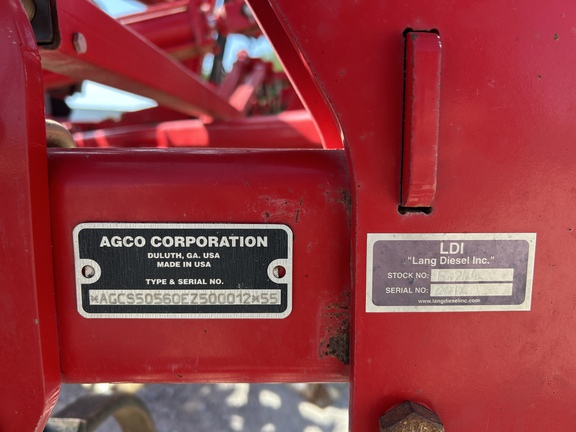 AGCO CORPORATION
DULUTH, GA. USA
MADE IN USA
TYPE & SERIAL NO.
*AGCS50560EZS00012*55
LDI
"Lang Diesel Inc."
STOCK NO.:
SERIAL NO.:
www.langdieselinc.com